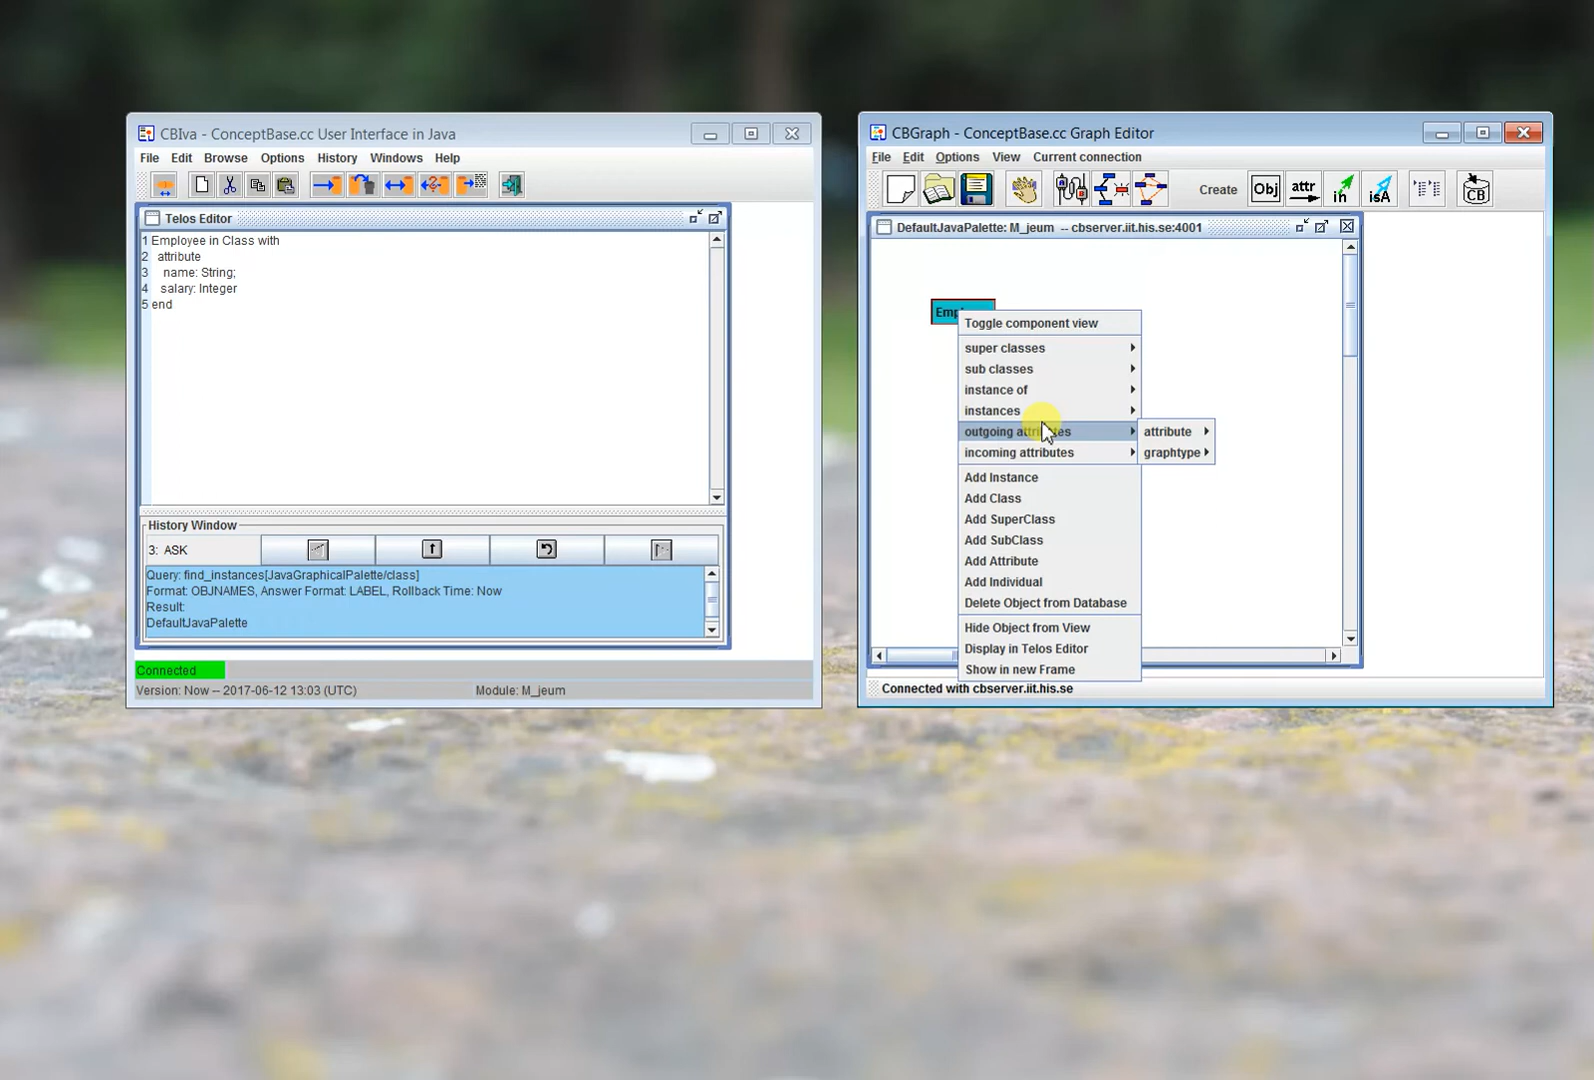 CBIva - ConceptBase.cc User Interface in Java
File Edit Browse Options History Windows Help
Telos Editor
1 Employee in Class with
2 attribute
3 name: String;
4 salary: Integer
5 end
History Window
3: ASK
Query: find_instances[JavaGraphicalPalette/class]
Format: OBJNAMES, Answer Format: LABEL, Rollback Time: Now
Result:
DefaultJavaPalette
Connected
Version: Now -- 2017-06-12 13:03 (UTC) Module: M_jeum
CBGraph - ConceptBase.cc Graph Editor
File Edit Options View Current connection
Create Obj attr in isA CB
DefaultJavaPalette: M_jeum -- cbserver.iit.his.se:4001
Toggle component view
super classes
sub classes
instance of
instances
outgoing attributes
attribute
incoming attributes
graphtype
Add Instance
Add Class
Add SuperClass
Add SubClass
Add Attribute
Add Individual
Delete Object from Database
Hide Object from View
Display in Telos Editor
Show in new Frame
Connected with cbserver.iit.his.se